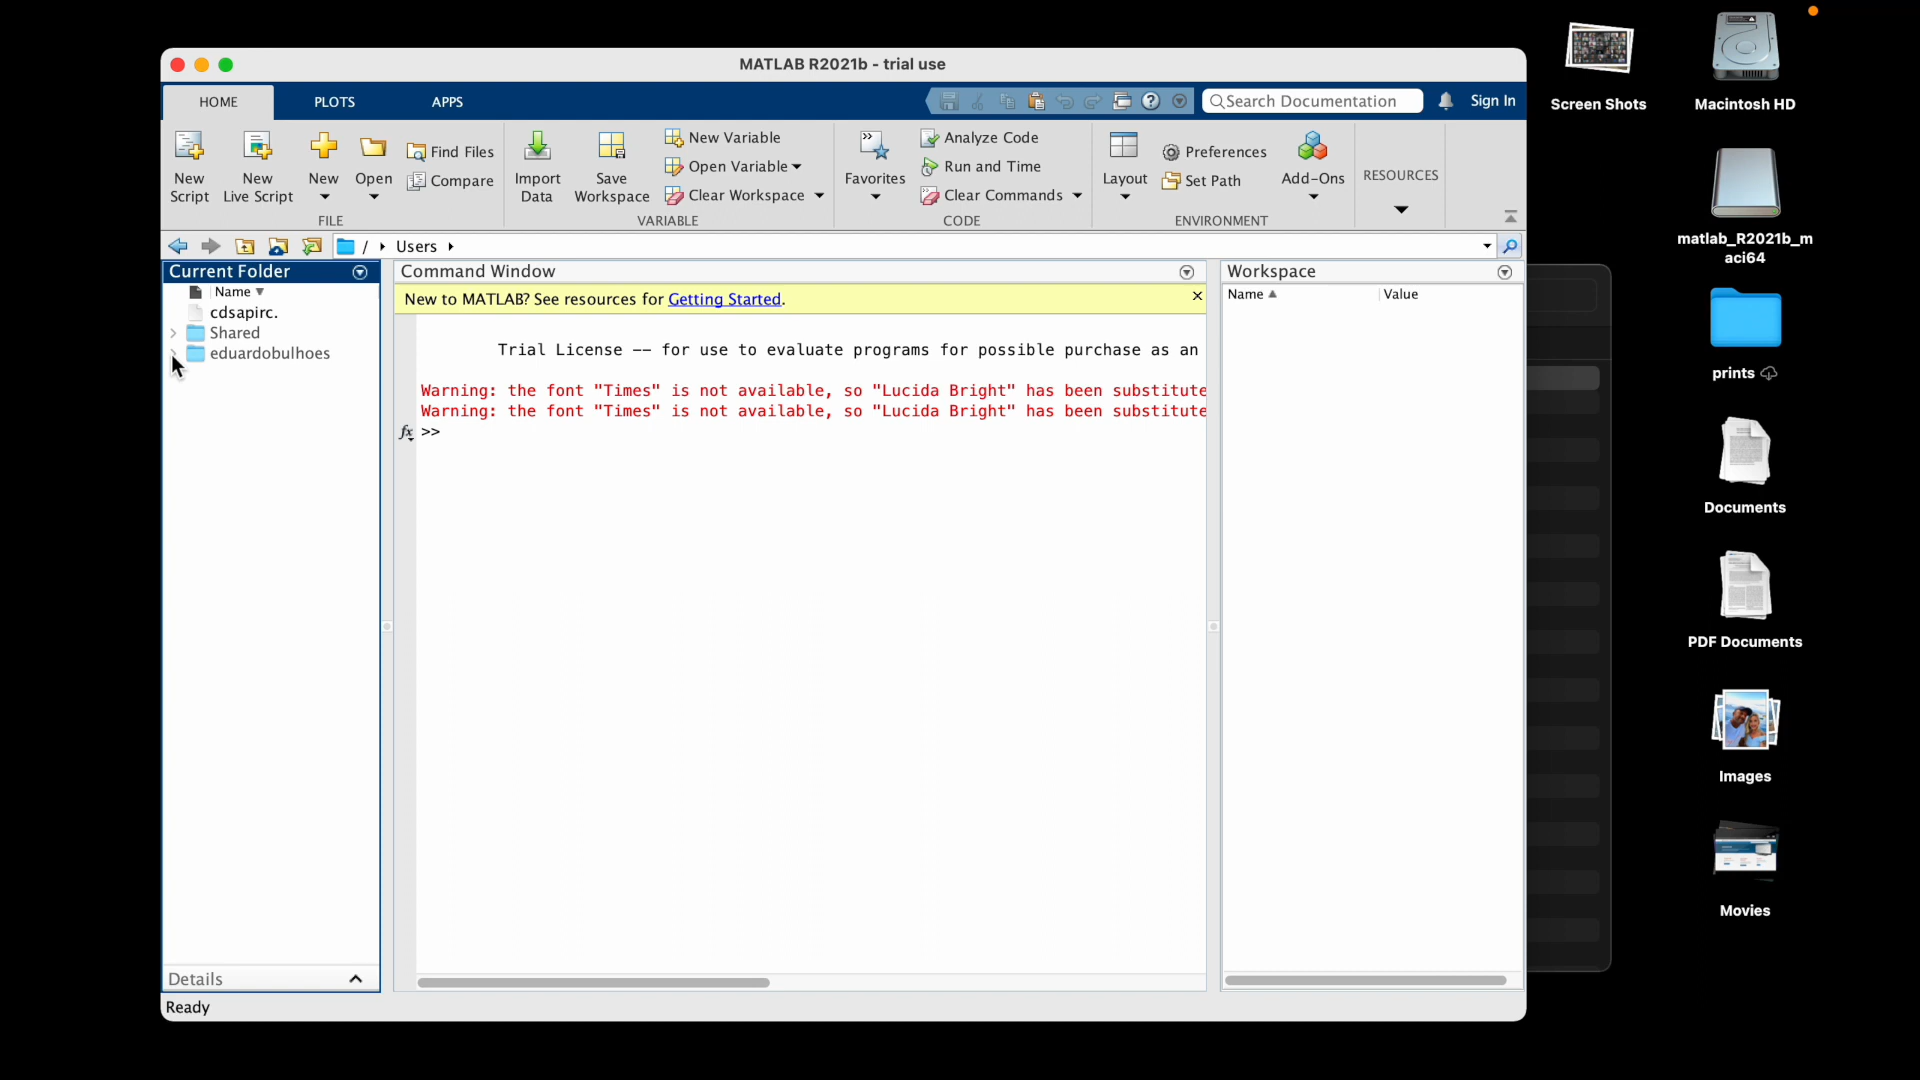 MATLAB R2021b - trial use
HOME PLOTS APPS Search Documentation Sign In
New Script
New Live Script
New
Open
Find Files
Compare
FILE
Import Data
Save Workspace
New Variable
Open Variable
Clear Workspace
VARIABLE
Favorites
Analyze Code
Run and Time
Clear Commands
CODE
Layout
Preferences
Set Path
Add-Ons
ENVIRONMENT
RESOURCES
/ Users
Current Folder
Name
cdsapirc.
Shared
eduardobulhoes
Details
Ready
Command Window
New to MATLAB? See resources for Getting Started.
Trial License -- for use to evaluate programs for possible purchase as an
Warning: the font "Times" is not available, so "Lucida Bright" has been substitute
Warning: the font "Times" is not available, so "Lucida Bright" has been substitute
fx >>
Workspace
Name Value
Screen Shots
Macintosh HD
matlab_R2021b_m
aci64
prints
Documents
PDF Documents
Images
Movies